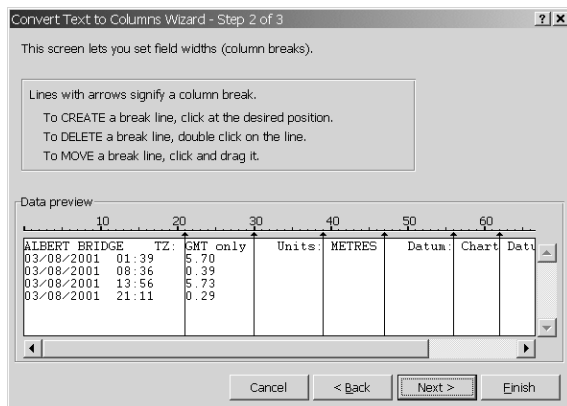 Convert Text to Columns Wizard - Step 2 of 3 ? x
This screen lets you set field widths (column breaks).
Lines with arrows signify a column break.
To CREATE a break line, click at the desired position.
To DELETE a break line, double click on the line.
To MOVE a break line, click and drag it.
Data preview
10 20 30 40 50 60
ALBERT BRIDGE TZ: GMT only Units: METRES Datum: Chart Datu
03/08/2001 01:39 5.70
03/08/2001 08:36 0.39
03/08/2001 13:56 5.73
03/08/2001 21:11 0.29
Cancel < Back Next > Finish